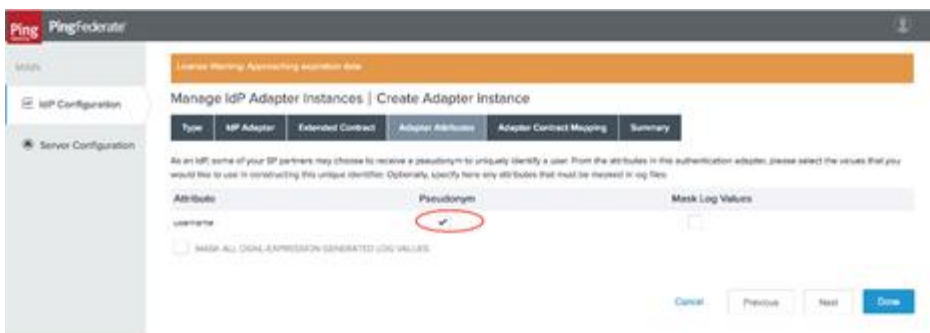 Ping PingFederate
MAIN
License Warning: Approaching expiration date
IdP Configuration
Manage IdP Adapter Instances | Create Adapter Instance
Type IdP Adapter Extended Contract Adapter Attributes Adapter Contract Mapping Summary
Server Configuration
As an IdP, some of your SP partners may choose to receive a pseudonym to uniquely identify a user. From the attributes in this authentication adapter, please select the values that you
would like to use in constructing this unique identifier. Optionally, specify here any attributes that must be masked in log files.
Attribute Pseudonym Mask Log Values
username
MASK ALL OGNL-EXPRESSION GENERATED LOG VALUES
Cancel Previous Next Done